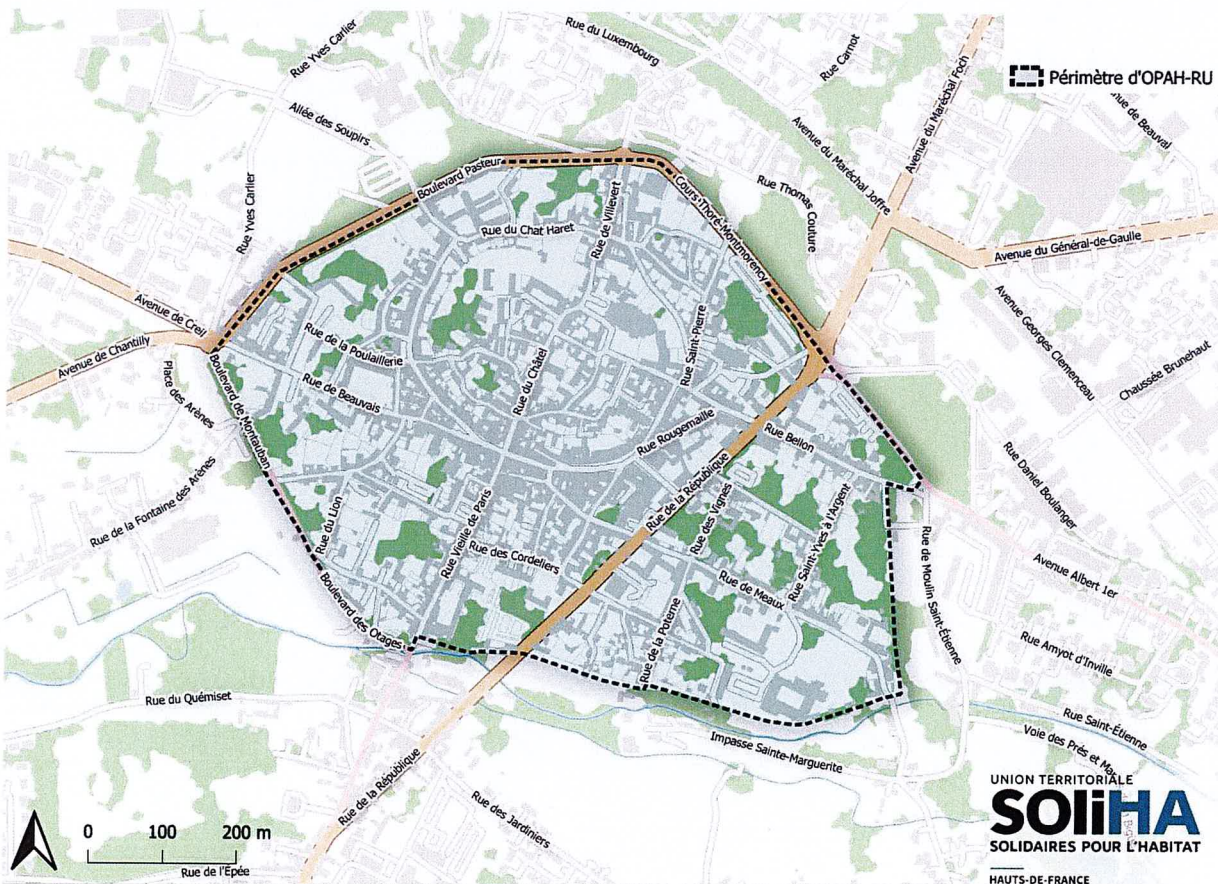 Rue Yves Carlier
Rue du Luxembourg
Rue Carnot
Avenue du Maréchal Foch
Périmètre d'OPAH-RU
nue de Beauval
Allée des Soupirs
Avenue du Maréchal Joffre
Boulevard Pasteur
Cours Thoré-Montmorency
Rue Thomas Couture
Rue Yves Carlier
Rue de Villevert
Rue du Chat Haret
Avenue du Général-de-Gaulle
Avenue de Creil
Avenue Georges Clemenceau
Avenue de Chantilly
Rue de la Poulaillerie
Rue Saint-Pierre
Rue du Châtel
Chaussée Brunehaut
Place des Arènes
Boulevard de Montauban
Rue de Beauvais
Rue Rougemaille
Rue Bellon
Rue Daniel Boulanger
Rue de la Fontaine des Arènes
Rue du Lion
Rue Vieille de Paris
Rue de la République
Rue des Vignes
Rue Saint-Yves à l'Argent
Rue de Moulin Saint-Étienne
Rue des Cordeliers
Rue de Meaux
Avenue Albert 1er
Boulevard des Otages
Rue de la Poterne
Rue Amyot d'Inville
Rue du Quémiset
Rue Saint-Étienne
Impasse Sainte-Marguerite
Voie des Prés et Mar
Rue de la République
Rue des Jardiniers
0 100 200 m
Rue de l'Épée
UNION TERRITORIALE
SOliHA
SOLIDAIRES POUR L'HABITAT
HAUTS-DE-FRANCE